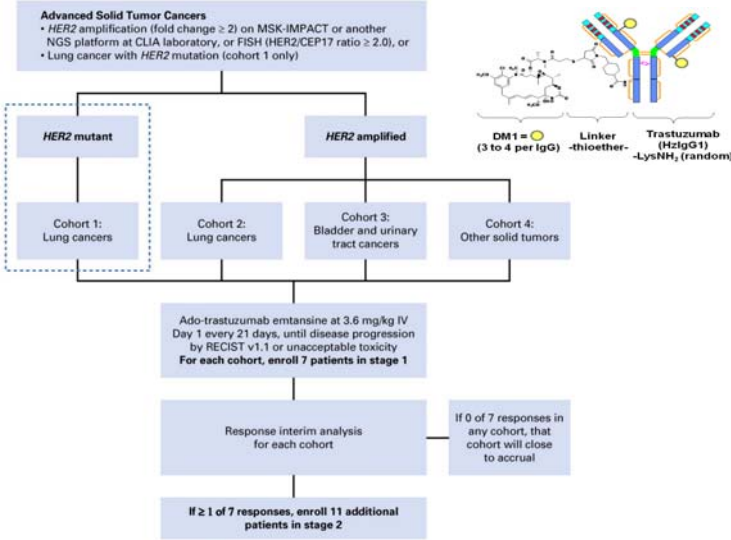 Advanced Solid Tumor Cancers
• HER2 amplification (fold change ≥ 2) on MSK-IMPACT or another
NGS platform at CLIA laboratory, or FISH (HER2/CEP17 ratio ≥ 2.0), or
• Lung cancer with HER2 mutation (cohort 1 only)
HER2 mutant
HER2 amplified
DM1 =
(3 to 4 per IgG)
Linker
-thioether-
Trastuzumab
(HzIgG1)
-LysNH₂ (random)
Cohort 1:
Lung cancers
Cohort 2:
Lung cancers
Cohort 3:
Bladder and urinary
tract cancers
Cohort 4:
Other solid tumors
Ado-trastuzumab emtansine at 3.6 mg/kg IV
Day 1 every 21 days, until disease progression
by RECIST v1.1 or unacceptable toxicity
For each cohort, enroll 7 patients in stage 1
Response interim analysis
for each cohort
If 0 of 7 responses in
any cohort, that
cohort will close
to accrual
If ≥ 1 of 7 responses, enroll 11 additional
patients in stage 2